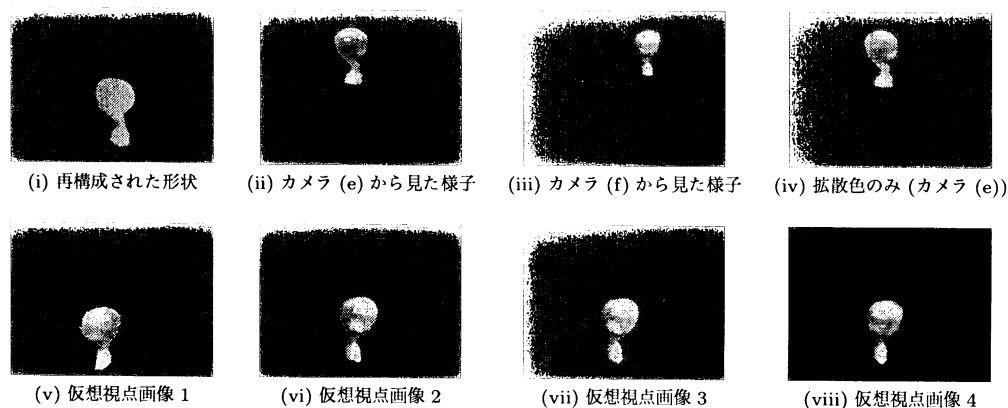 (i) 再構成された形状
(ii) カメラ (e) から見た様子
(iii) カメラ (f) から見た様子
(iv) 拡散色のみ (カメラ (e))
(v) 仮想視点画像 1
(vi) 仮想視点画像 2
(vii) 仮想視点画像 3
(viii) 仮想視点画像 4